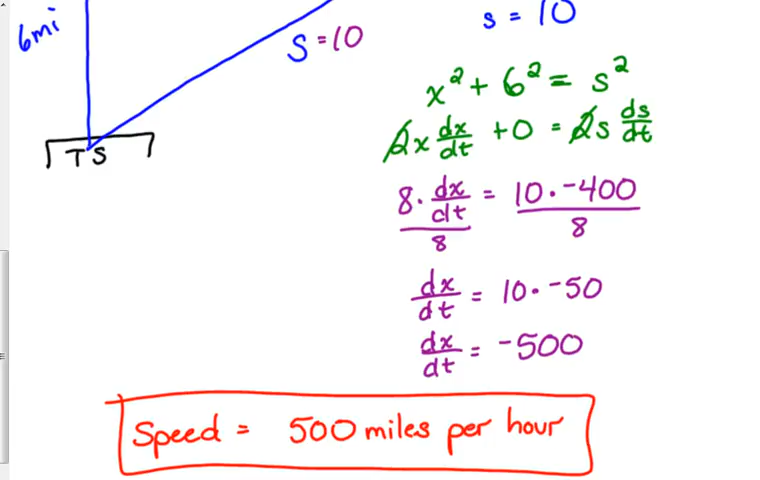 6mi
S = 10
s = 10
x² + 6² = s²
2x dx/dt + 0 = 2s ds/dt
TS
8 · dx/dt / 8 = 10 · -400 / 8
dx/dt = 10 · -50
dx/dt = -500
Speed = 500 miles per hour